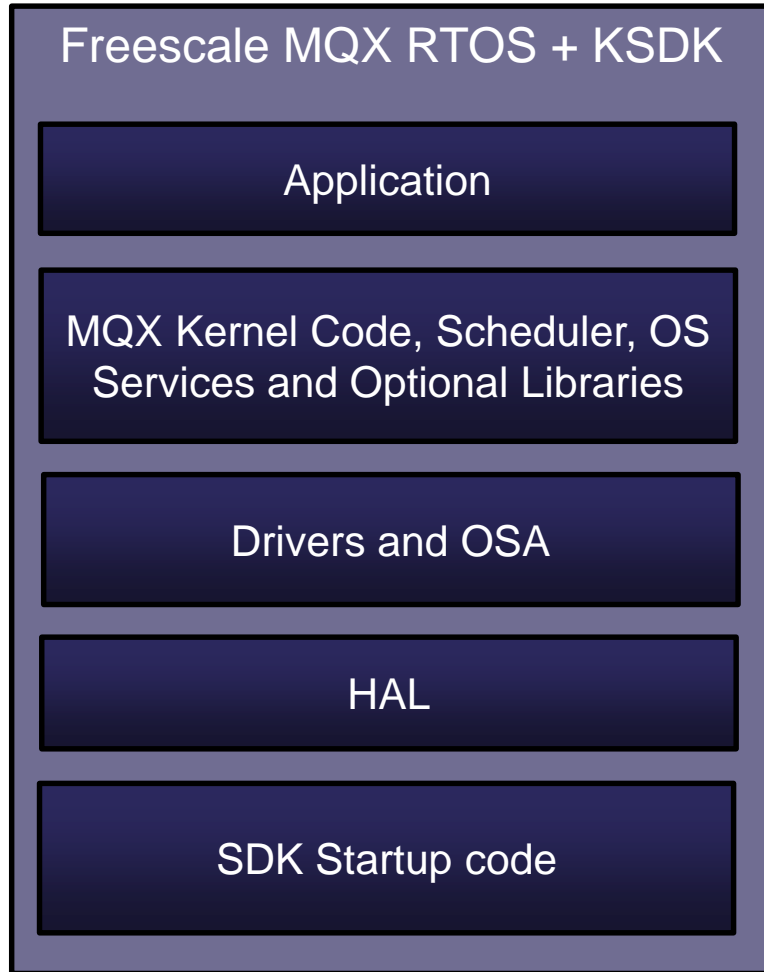 Freescale MQX RTOS + KSDK
Application
MQX Kernel Code, Scheduler, OS
Services and Optional Libraries
Drivers and OSA
HAL
SDK Startup code